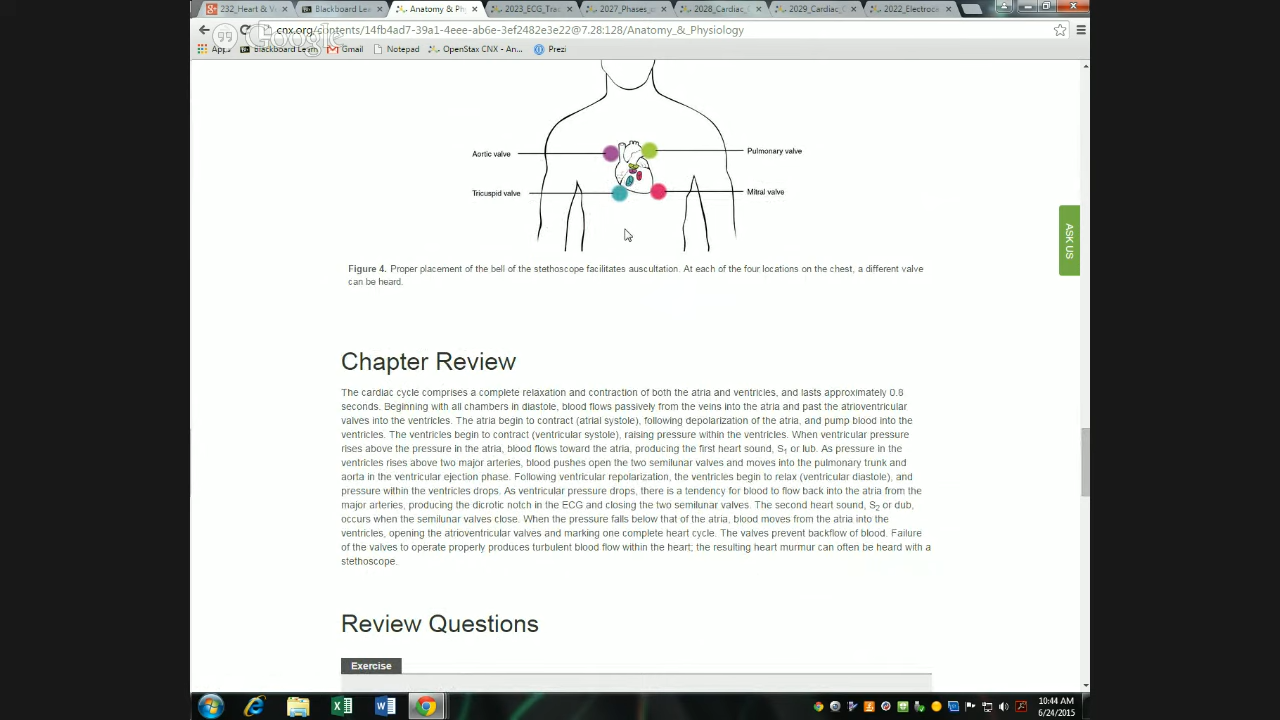 232_Heart & V
Blackboard Le
Anatomy & Ph
2023_ECG_Trac
2027_Phases_o
2028_Cardiac_
2029_Cardiac_C
2022_Electroca
cnx.org/contents/14fb4ad7-39a1-4eee-ab6e-3ef2482e3e22@7.28:128/Anatomy_&_Physiology
Google
Blackboard Learn
Gmail
Notepad
OpenStax CNX - An...
Prezi
Aortic valve
Pulmonary valve
Tricuspid valve
Mitral valve
ASK US
Figure 4. Proper placement of the bell of the stethoscope facilitates auscultation. At each of the four locations on the chest, a different valve
can be heard.
Chapter Review
The cardiac cycle comprises a complete relaxation and contraction of both the atria and ventricles, and lasts approximately 0.8
seconds. Beginning with all chambers in diastole, blood flows passively from the veins into the atria and past the atrioventricular
valves into the ventricles. The atria begin to contract (atrial systole), following depolarization of the atria, and pump blood into the
ventricles. The ventricles begin to contract (ventricular systole), raising pressure within the ventricles. When ventricular pressure
rises above the pressure in the atria, blood flows toward the atria, producing the first heart sound, S1 or lub. As pressure in the
ventricles rises above two major arteries, blood pushes open the two semilunar valves and moves into the pulmonary trunk and
aorta in the ventricular ejection phase. Following ventricular repolarization, the ventricles begin to relax (ventricular diastole), and
pressure within the ventricles drops. As ventricular pressure drops, there is a tendency for blood to flow back into the atria from the
major arteries, producing the dicrotic notch in the ECG and closing the two semilunar valves. The second heart sound, S2 or dub,
occurs when the semilunar valves close. When the pressure falls below that of the atria, blood moves from the atria into the
ventricles, opening the atrioventricular valves and marking one complete heart cycle. The valves prevent backflow of blood. Failure
of the valves to operate properly produces turbulent blood flow within the heart; the resulting heart murmur can often be heard with a
stethoscope.
Review Questions
Exercise
10:44 AM
6/24/2015